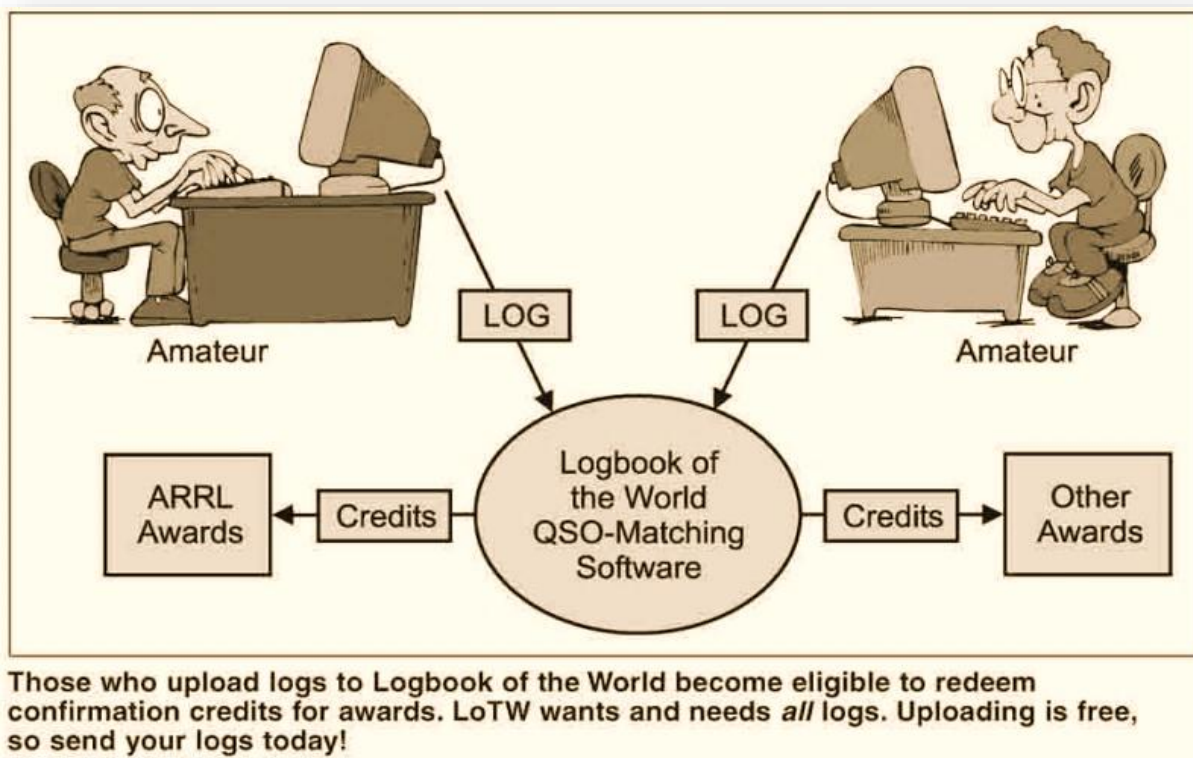 LOG
LOG
Amateur
Amateur
Logbook of
the World
QSO-Matching
Software
ARRL
Awards
Credits
Credits
Other
Awards
Those who upload logs to Logbook of the World become eligible to redeem
confirmation credits for awards. LoTW wants and needs all logs. Uploading is free,
so send your logs today!